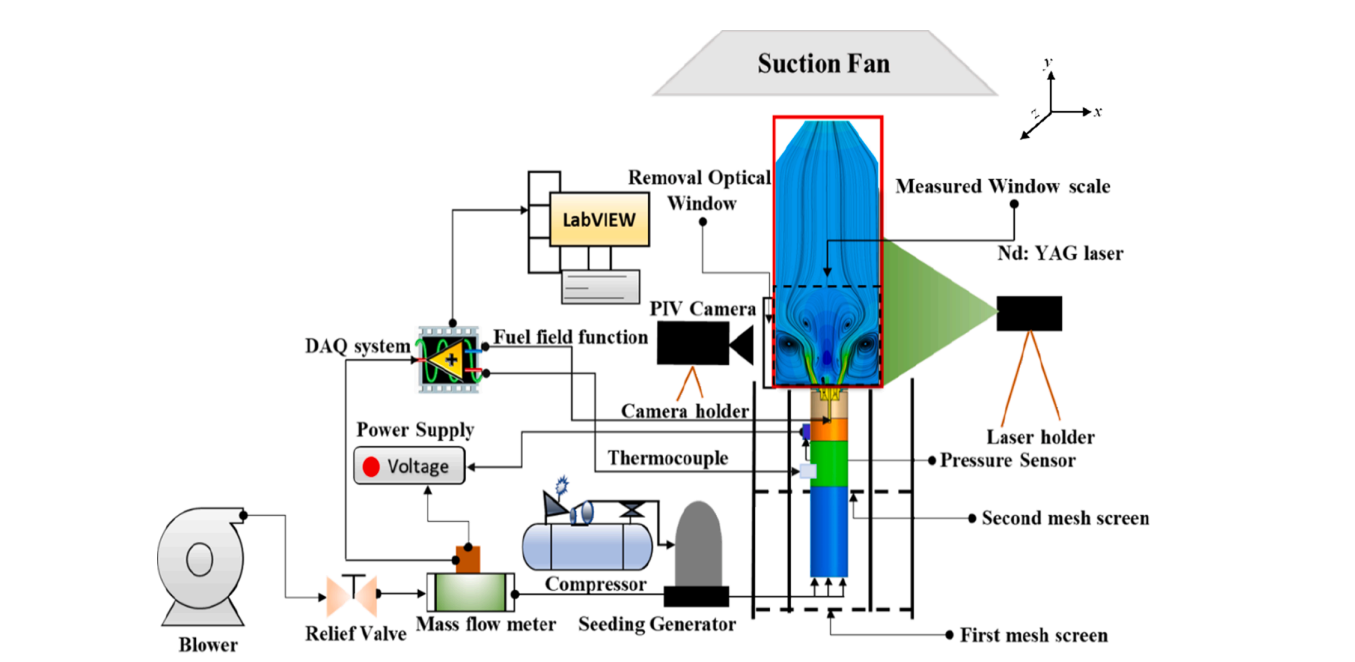 Suction Fan
y
x
z
Removal Optical
Window
Measured Window scale
LabVIEW
Nd: YAG laser
PIV Camera
Fuel field function
DAQ system
Camera holder
Power Supply
Laser holder
Voltage
Thermocouple
Pressure Sensor
Second mesh screen
Compressor
Mass flow meter
Seeding Generator
Relief Valve
First mesh screen
Blower